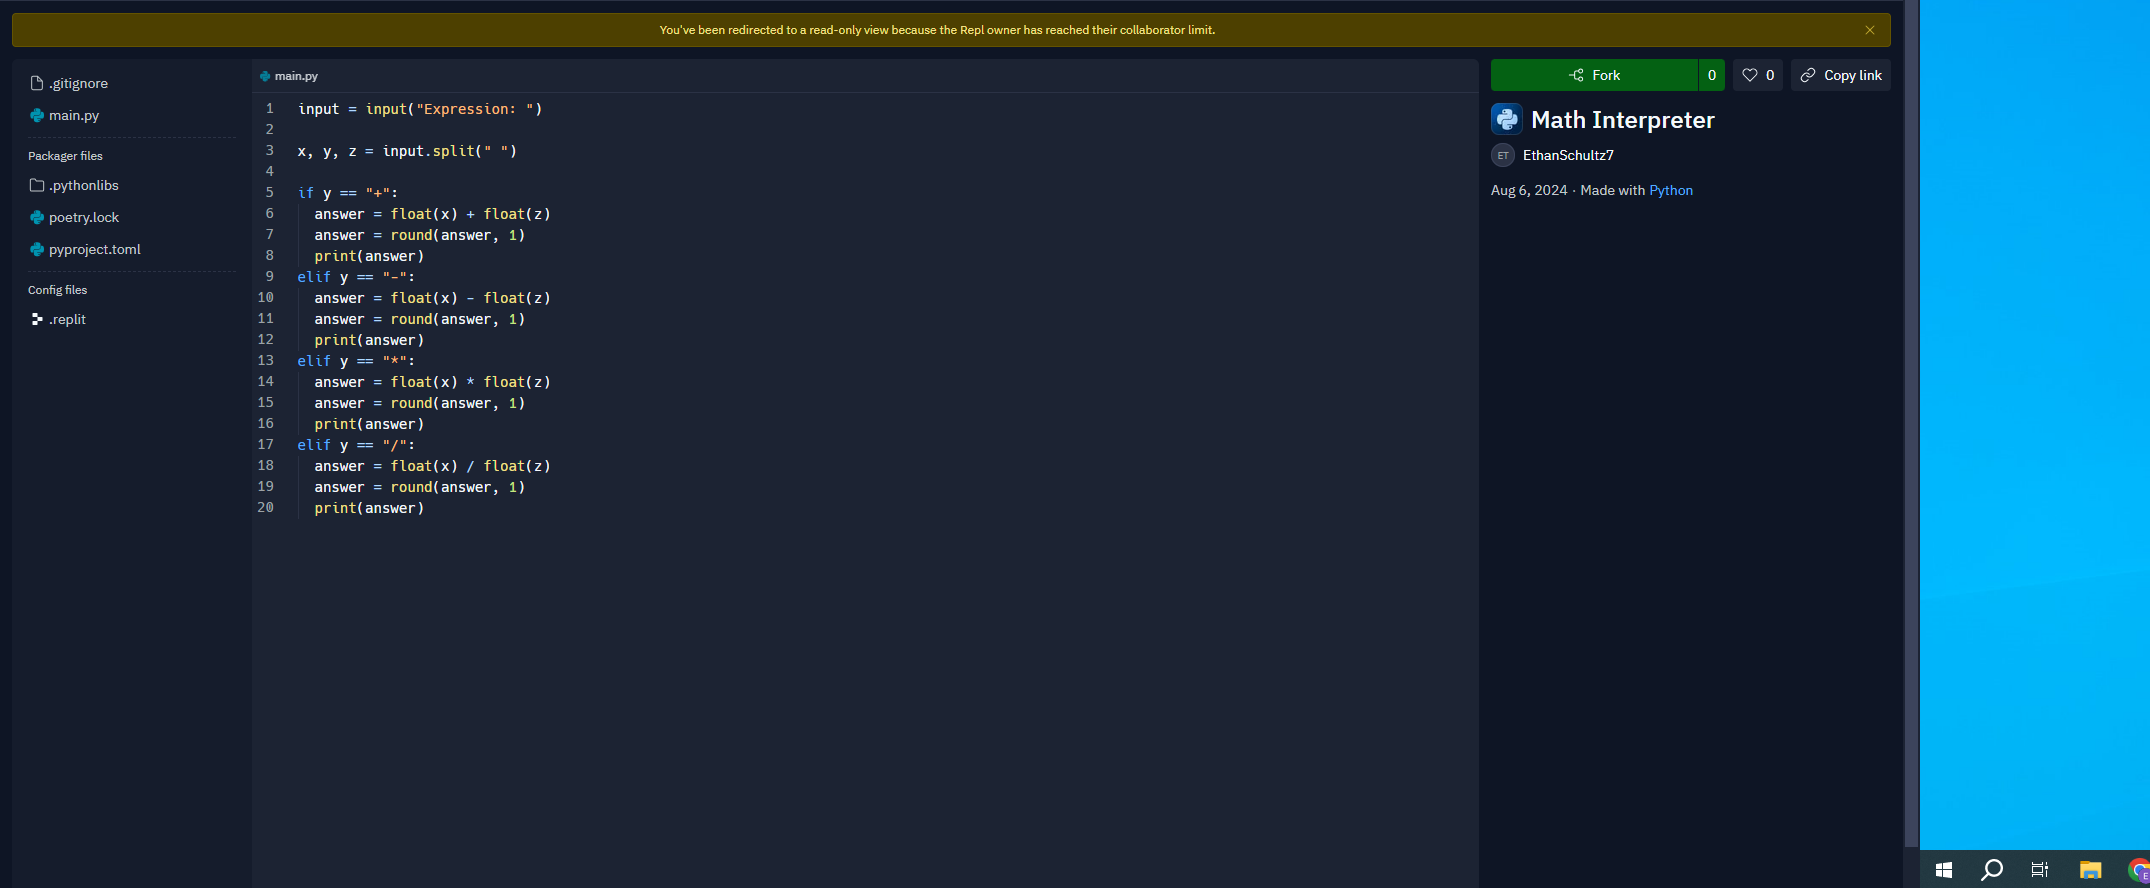 You've been redirected to a read-only view because the Repl owner has reached their collaborator limit.
.gitignore
main.py
Packager files
.pythonlibs
poetry.lock
pyproject.toml
Config files
.replit
main.py
1 input = input("Expression: ")
2
3 x, y, z = input.split(" ")
4
5 if y == "+":
6   answer = float(x) + float(z)
7   answer = round(answer, 1)
8   print(answer)
9 elif y == "-":
10   answer = float(x) - float(z)
11   answer = round(answer, 1)
12   print(answer)
13 elif y == "*":
14   answer = float(x) * float(z)
15   answer = round(answer, 1)
16   print(answer)
17 elif y == "/":
18   answer = float(x) / float(z)
19   answer = round(answer, 1)
20   print(answer)
Fork 0 0 Copy link
Math Interpreter
ET EthanSchultz7
Aug 6, 2024 · Made with Python
E